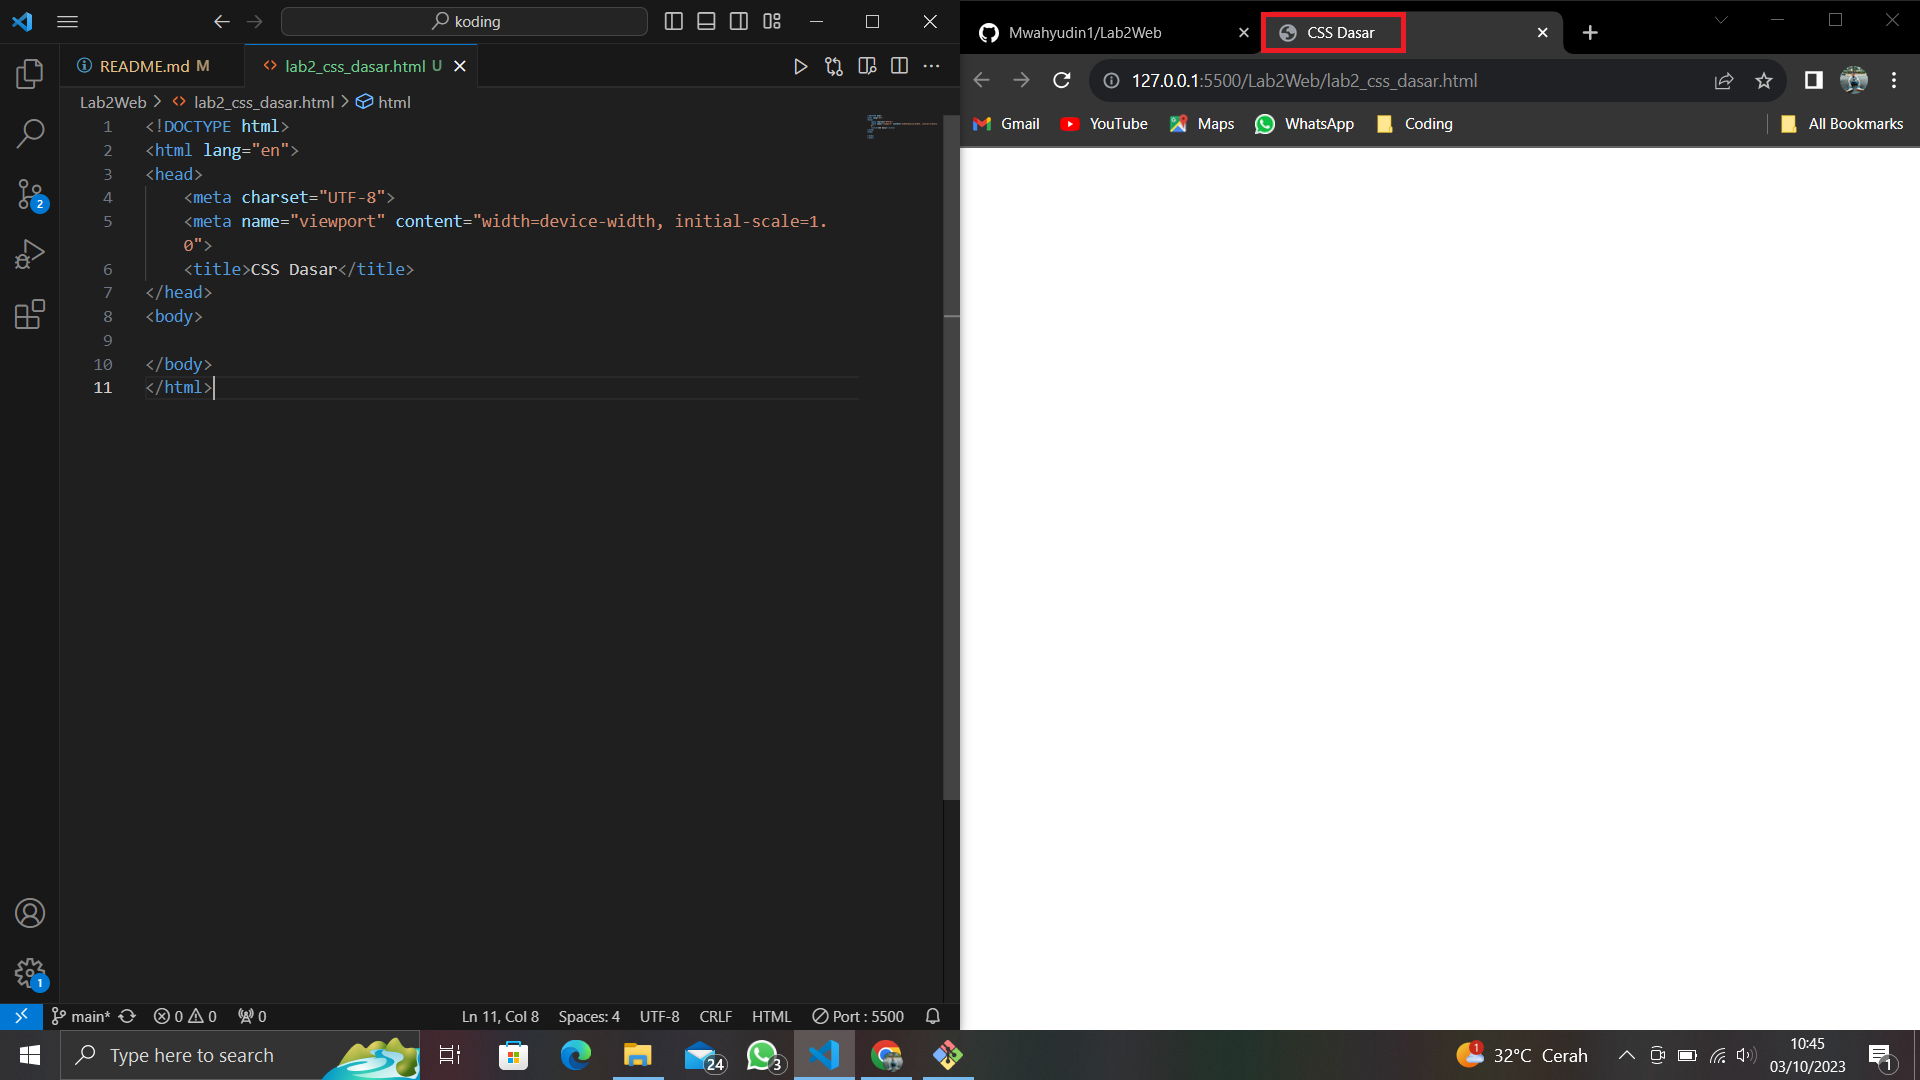 koding
README.md M
lab2_css_dasar.html U
Lab2Web > lab2_css_dasar.html > html
1 <!DOCTYPE html>
2 <html lang="en">
3 <head>
4 <meta charset="UTF-8">
5 <meta name="viewport" content="width=device-width, initial-scale=1.
0">
6 <title>CSS Dasar</title>
7 </head>
8 <body>
9
10 </body>
11 </html>
2
1
main* 0 0 0 Ln 11, Col 8 Spaces: 4 UTF-8 CRLF HTML Port : 5500
Mwahyudin1/Lab2Web
CSS Dasar
127.0.0.1:5500/Lab2Web/lab2_css_dasar.html
Gmail YouTube Maps WhatsApp Coding All Bookmarks
Type here to search
24
3
1
32°C Cerah
10:45
03/10/2023
1